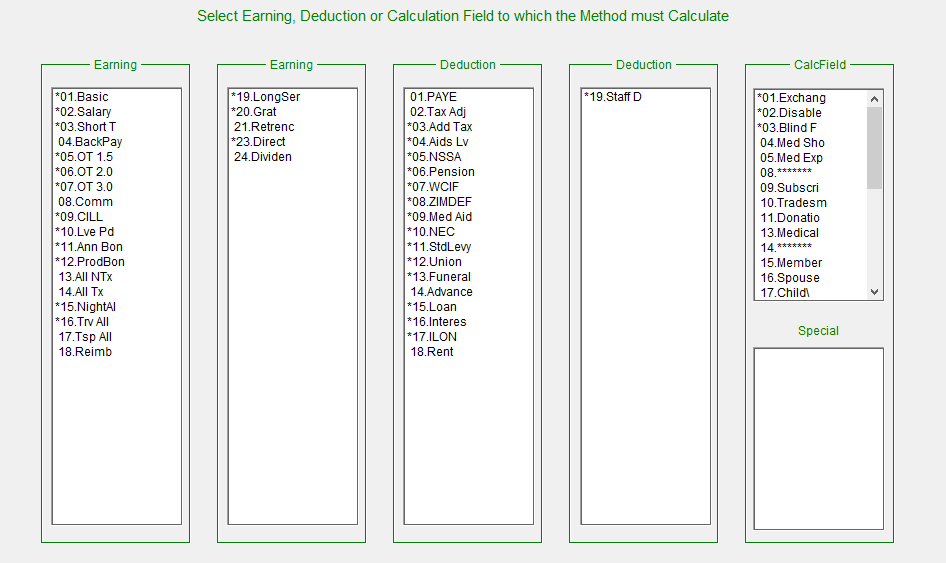 Select Earning, Deduction or Calculation Field to which the Method must Calculate
Earning
*01.Basic
*02.Salary
*03.Short T
04.BackPay
*05.OT 1.5
*06.OT 2.0
*07.OT 3.0
08.Comm
*09.CILL
*10.Lve Pd
*11.Ann Bon
*12.ProdBon
13.All NTx
14.All Tx
*15.NightAl
*16.Trv All
17.Tsp All
18.Reimb
Earning
*19.LongSer
*20.Grat
21.Retrenc
*23.Direct
24.Dividen
Deduction
01.PAYE
02.Tax Adj
*03.Add Tax
*04.Aids Lv
*05.NSSA
*06.Pension
*07.WCIF
*08.ZIMDEF
*09.Med Aid
*10.NEC
*11.StdLevy
*12.Union
*13.Funeral
14.Advance
*15.Loan
*16.Interes
*17.ILON
18.Rent
Deduction
*19.Staff D
CalcField
*01.Exchang
*02.Disable
*03.Blind F
04.Med Sho
05.Med Exp
08.*******
09.Subscri
10.Tradesm
11.Donatio
13.Medical
14.*******
15.Member
16.Spouse
17.Child\
Special